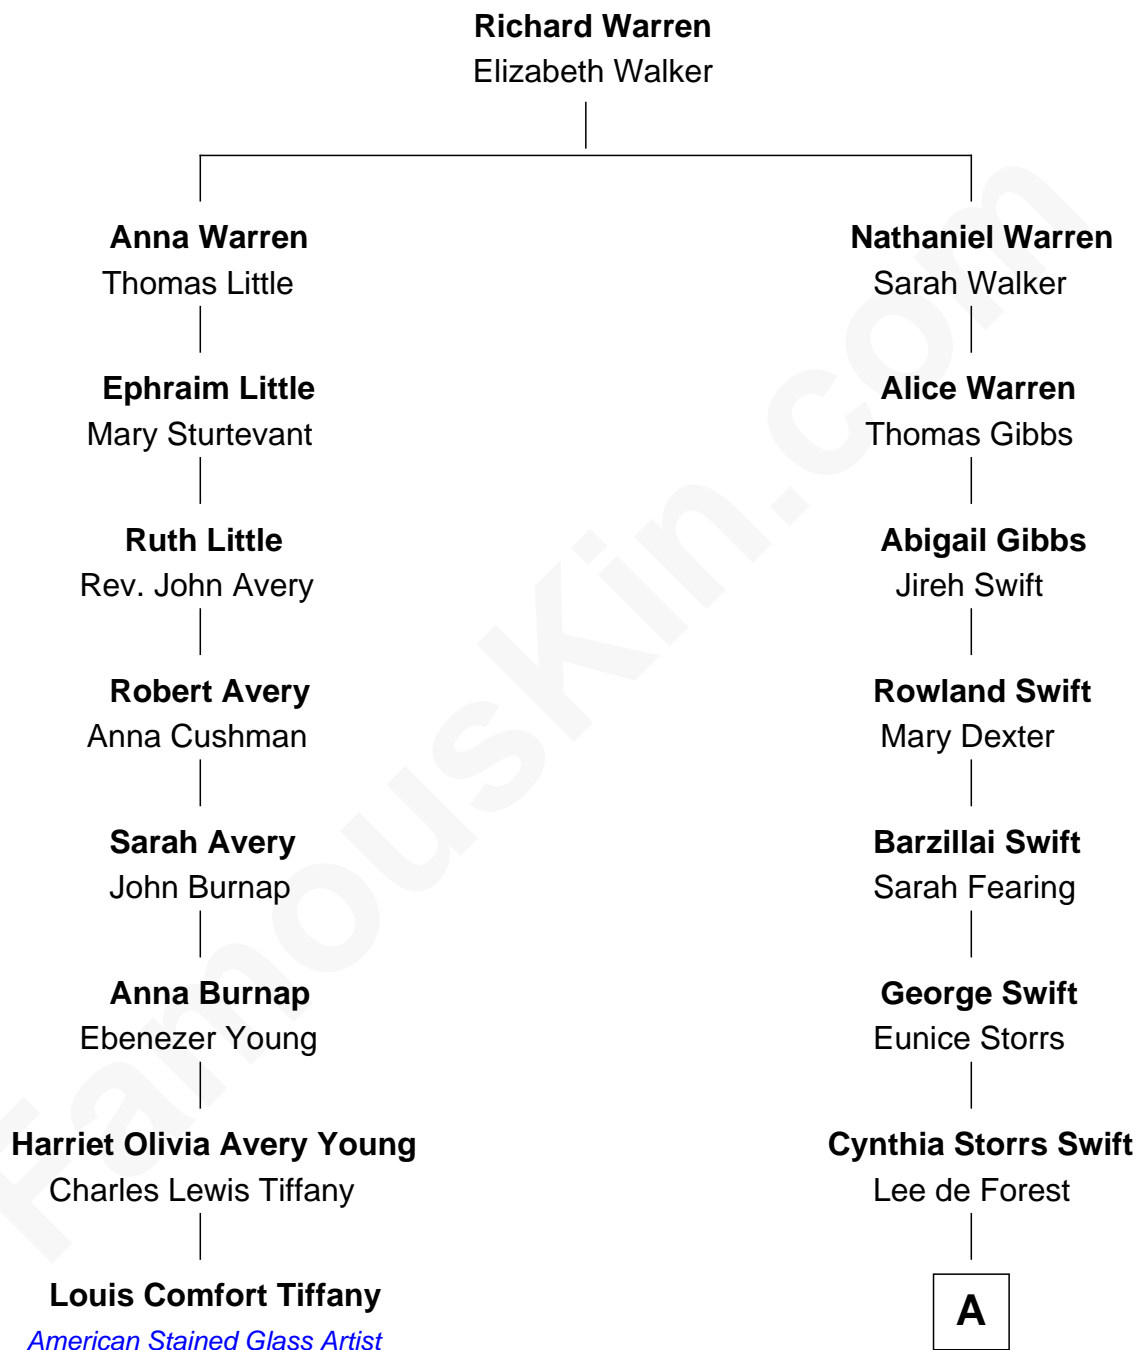 Richard Warren
Elizabeth Walker
Anna Warren
Thomas Little
Nathaniel Warren
Sarah Walker
Ephraim Little
Mary Sturtevant
Alice Warren
Thomas Gibbs
Ruth Little
Rev. John Avery
Abigail Gibbs
Jireh Swift
Robert Avery
Anna Cushman
Rowland Swift
Mary Dexter
Sarah Avery
John Burnap
Barzillai Swift
Sarah Fearing
Anna Burnap
Ebenezer Young
George Swift
Eunice Storrs
Harriet Olivia Avery Young
Charles Lewis Tiffany
Cynthia Storrs Swift
Lee de Forest
Louis Comfort Tiffany
American Stained Glass Artist
A
FamousKin.com